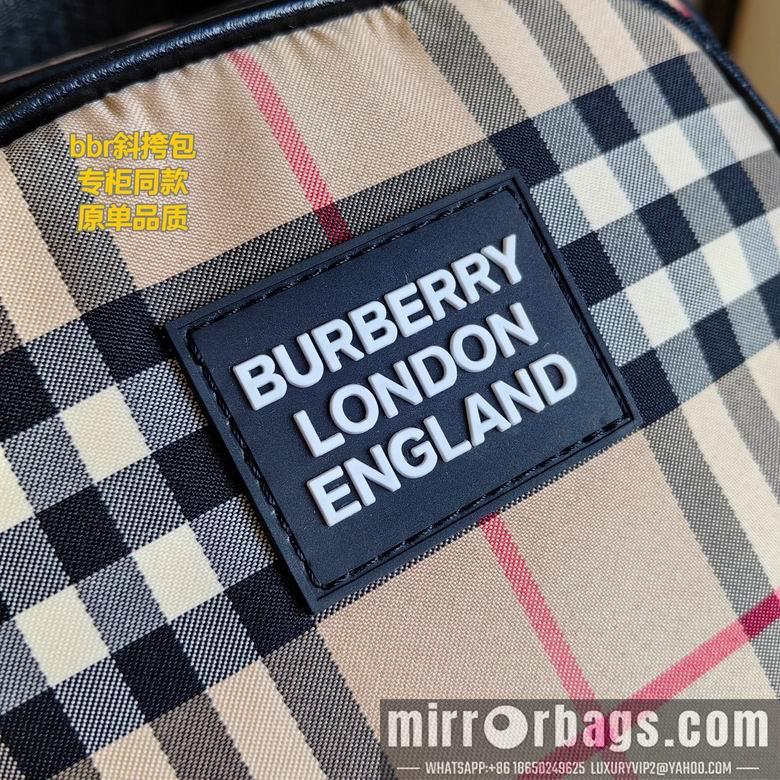 bbr斜挎包
专柜同款
原单品质
BURBERRY
LONDON
ENGLAND
mirrorbags.com
WHATSAPP:+86 18650249625 LUXURYVIP2@YAHOO.COM